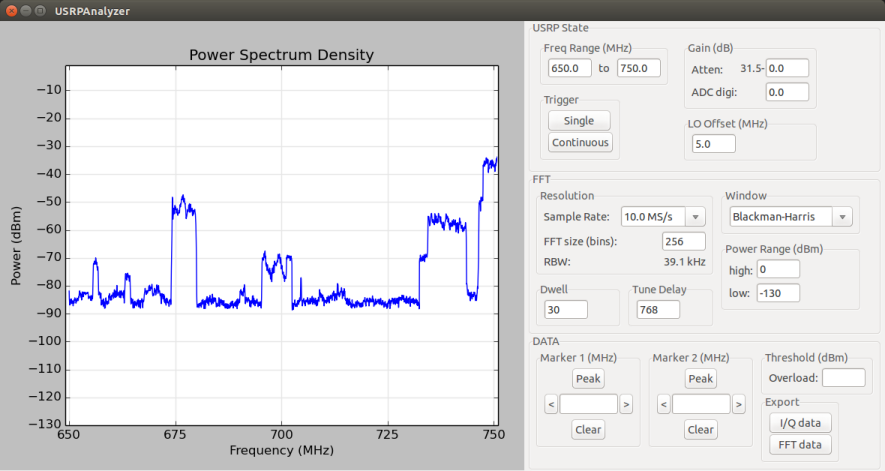 USRPAnalyzer
Power Spectrum Density
−10
−20
−30
−40
−50
−60
−70
−80
−90
−100
−110
−120
−130
650
675
700
725
750
Power (dBm)
Frequency (MHz)
USRP State
Freq Range (MHz)
650.0 to 750.0
Gain (dB)
Atten: 31.5- 0.0
ADC digi: 0.0
Trigger
Single
Continuous
LO Offset (MHz)
5.0
FFT
Resolution
Sample Rate: 10.0 MS/s
FFT size (bins): 256
RBW: 39.1 kHz
Window
Blackman-Harris
Power Range (dBm)
high: 0
low: -130
Dwell
30
Tune Delay
768
DATA
Marker 1 (MHz)
Peak
< >
Clear
Marker 2 (MHz)
Peak
< >
Clear
Threshold (dBm)
Overload:
Export
I/Q data
FFT data